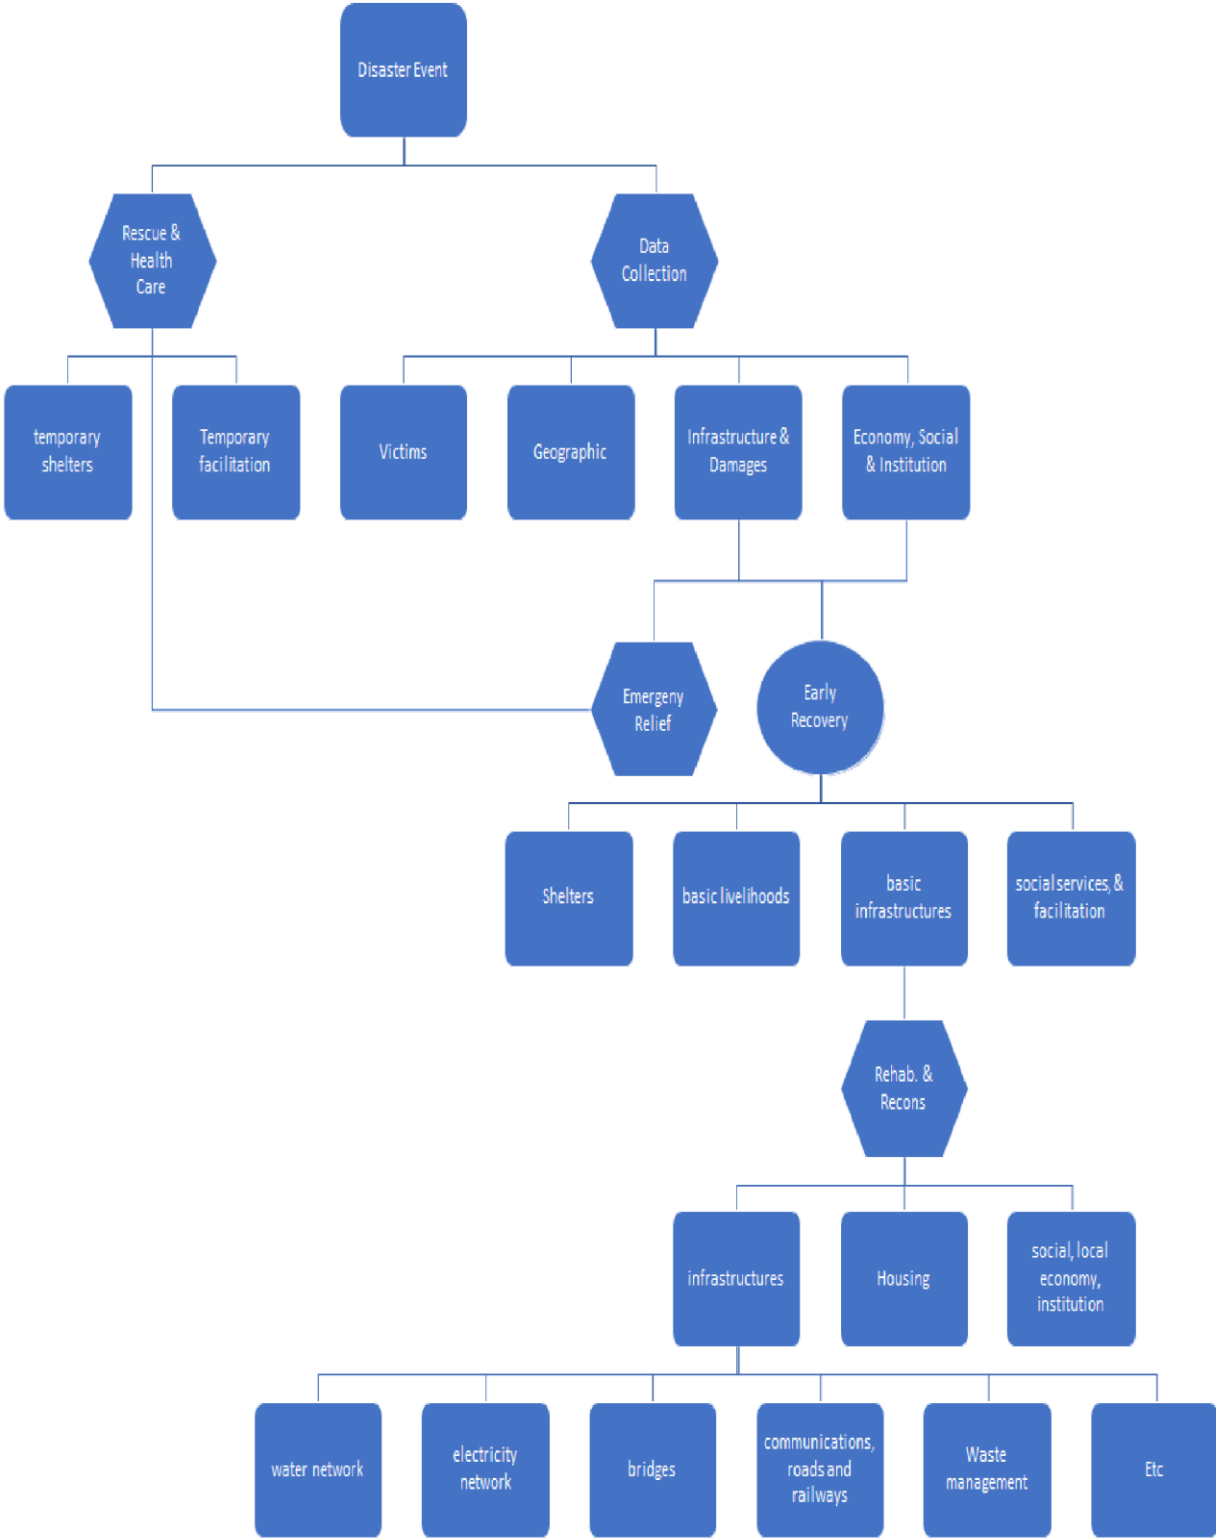 Disaster Event
Rescue &
Health
Care
Data
Collection
temporary
shelters
Temporary
facilitation
Victims
Geographic
Infrastructure &
Damages
Economy, Social
& Institution
Emergeny
Relief
Early
Recovery
Shelters
basic livelihoods
basic
infrastructures
social services, &
facilitation
Rehab. &
Recons
infrastructures
Housing
social, local
economy,
institution
water network
electricity
network
bridges
communications,
roads and
railways
Waste
management
Etc